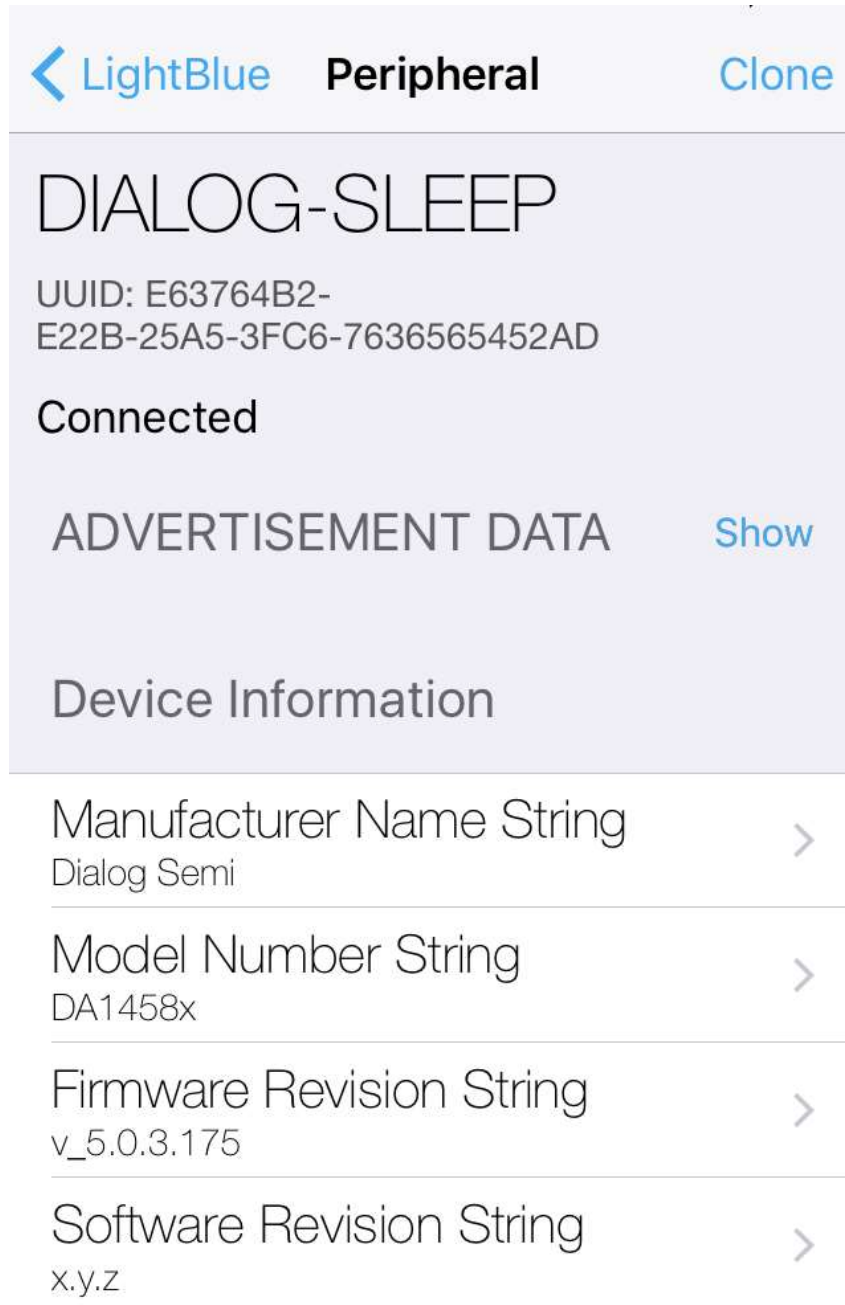 LightBlue Peripheral Clone
DIALOG-SLEEP
UUID: E63764B2-
E22B-25A5-3FC6-7636565452AD
Connected
ADVERTISEMENT DATA Show
Device Information
Manufacturer Name String
Dialog Semi
Model Number String
DA1458x
Firmware Revision String
v_5.0.3.175
Software Revision String
x.y.z